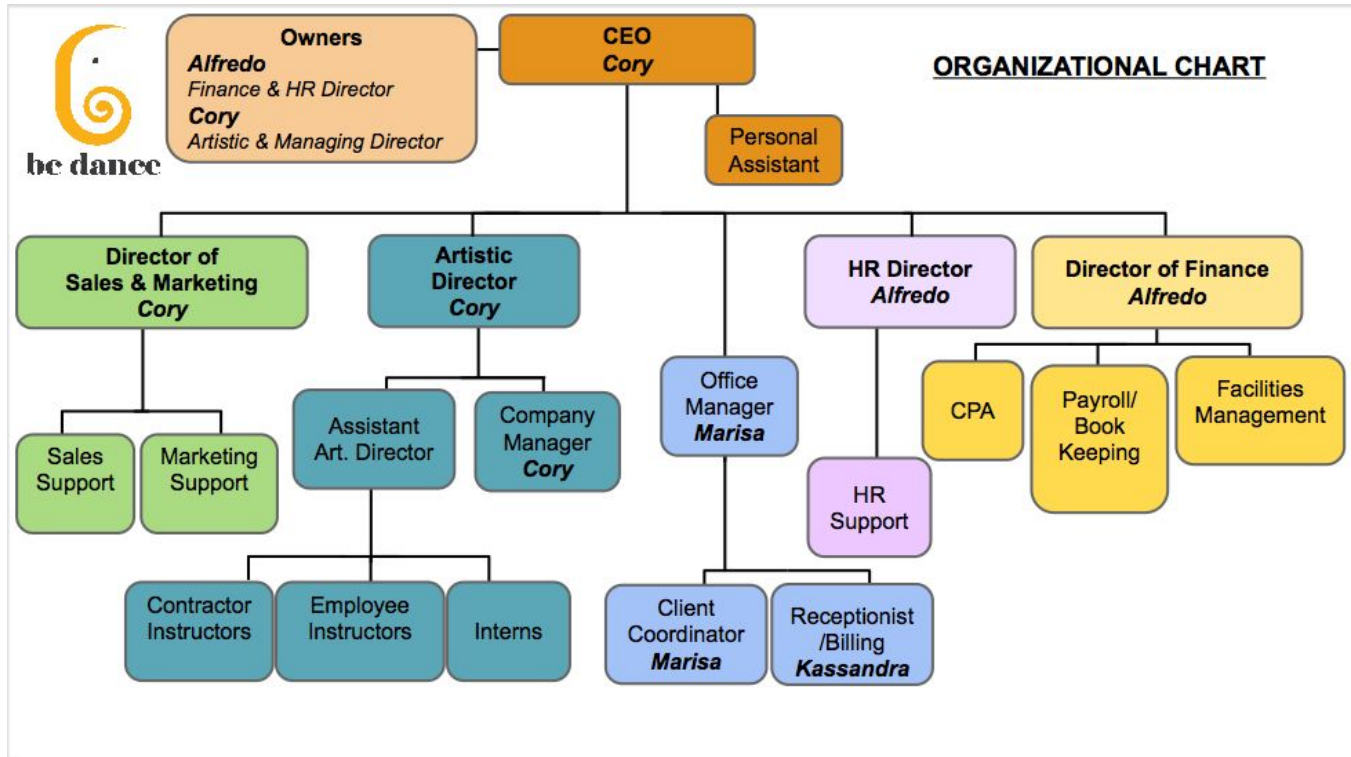 Owners
Alfredo
Finance & HR Director
Cory
Artistic & Managing Director
CEO
Cory
ORGANIZATIONAL CHART
bc dance
Personal
Assistant
Director of
Sales & Marketing
Cory
Artistic
Director
Cory
HR Director
Alfredo
Director of Finance
Alfredo
Office
Manager
Marisa
Sales
Support
Marketing
Support
Assistant
Art. Director
Company
Manager
Cory
HR
Support
CPA
Payroll/
Book
Keeping
Facilities
Management
Contractor
Instructors
Employee
Instructors
Interns
Client
Coordinator
Marisa
Receptionist
/Billing
Kassandra